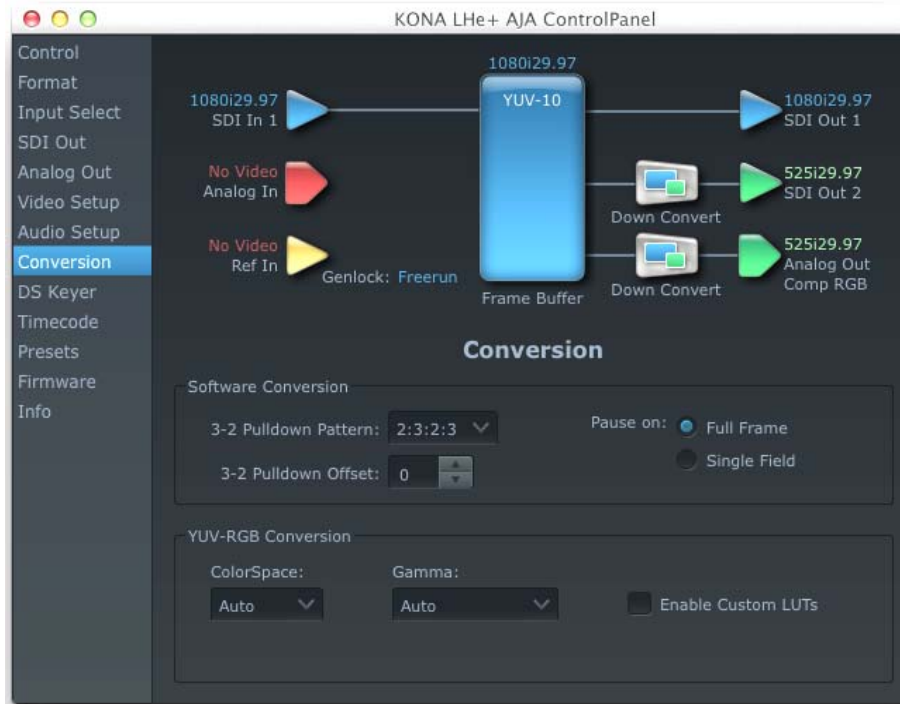 KONA LHe+ AJA ControlPanel
Control
Format
Input Select
SDI Out
Analog Out
Video Setup
Audio Setup
Conversion
DS Keyer
Timecode
Presets
Firmware
Info
1080i29.97
YUV-10
Frame Buffer
1080i29.97
SDI In 1
No Video
Analog In
No Video
Ref In
Genlock: Freerun
1080i29.97
SDI Out 1
525i29.97
SDI Out 2
Down Convert
525i29.97
Analog Out
Comp RGB
Down Convert
Conversion
Software Conversion
3-2 Pulldown Pattern: 2:3:2:3
3-2 Pulldown Offset: 0
Pause on: Full Frame
Single Field
YUV-RGB Conversion
ColorSpace:
Auto
Gamma:
Auto
Enable Custom LUTs